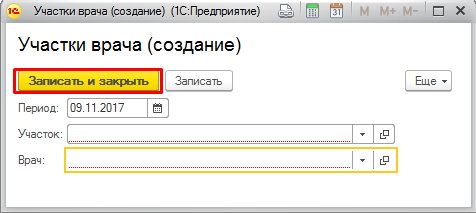 Участки врача (создание) (1С:Предприятие) M M+ M-
Участки врача (создание)
Записать и закрыть Записать Еще
Период: 09.11.2017
Участок:
Врач: